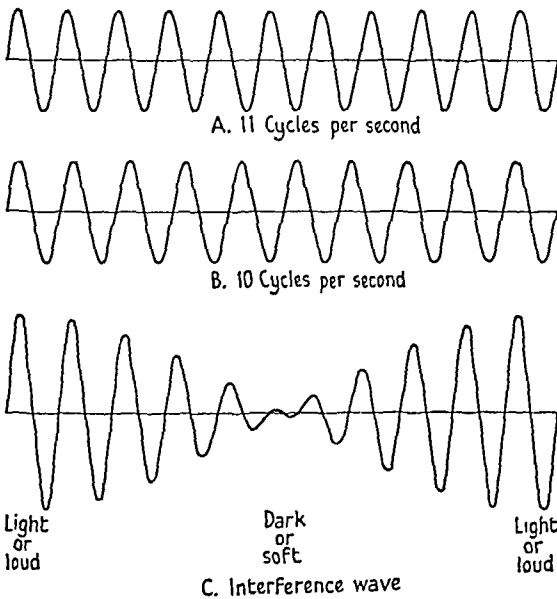 A. 11 Cycles per second
B. 10 Cycles per second
Light
or
loud
Dark
or
soft
Light
or
loud
C. Interference wave